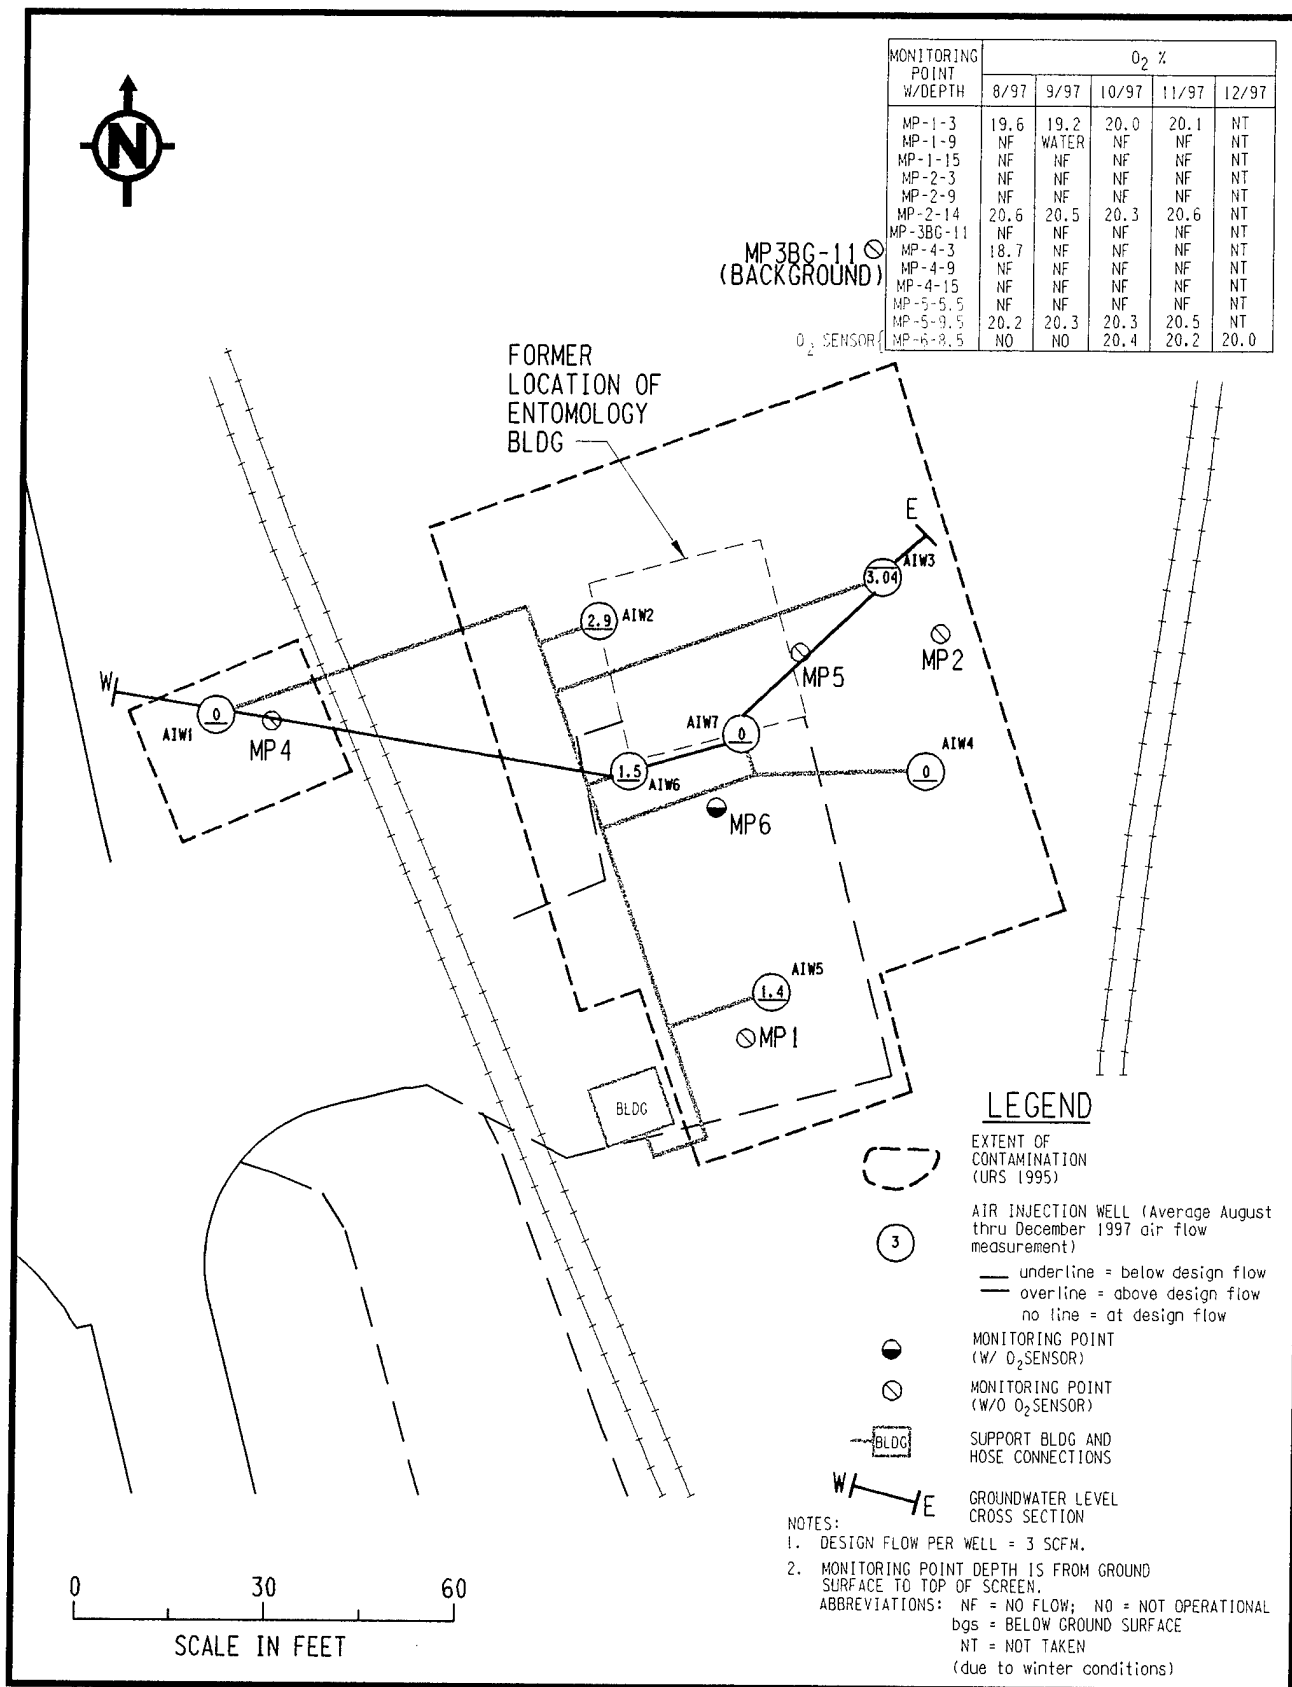 N
MONITORING POINT W/DEPTH O2 %
8/97 9/97 10/97 11/97 12/97
MP-1-3 19.6 19.2 20.0 20.1 NT
MP-1-9 NF WATER NF NF NT
MP-1-15 NF NF NF NF NT
MP-2-3 NF NF NF NF NT
MP-2-9 NF NF NF NF NT
MP-2-14 20.6 20.5 20.3 20.6 NT
MP-3BG-11 NF NF NF NF NT
MP-4-3 18.7 NF NF NF NT
MP-4-9 NF NF NF NF NT
MP-4-15 NF NF NF NF NT
MP-5-5.5 NF NF NF NF NT
MP-5-9.5 20.2 20.3 20.3 20.5 NT
O2 SENSOR{ MP-6-8.5 NO NO 20.4 20.2 20.0
MP3BG-11
(BACKGROUND)
FORMER
LOCATION OF
ENTOMOLOGY
BLDG
E
AIW3
3.04
2.9 AIW2
MP5
MP2
W
0
AIW1
MP4
AIW7
0
1.5
AIW6
AIW4
0
MP6
AIW5
1.4
MP1
BLDG
LEGEND
EXTENT OF
CONTAMINATION
(URS 1995)
3
AIR INJECTION WELL (Average August
thru December 1997 air flow
measurement)
underline = below design flow
overline = above design flow
no line = at design flow
MONITORING POINT
(W/ O2SENSOR)
MONITORING POINT
(W/O O2SENSOR)
BLDG
SUPPORT BLDG AND
HOSE CONNECTIONS
W E
GROUNDWATER LEVEL
CROSS SECTION
NOTES:
1. DESIGN FLOW PER WELL = 3 SCFM.
2. MONITORING POINT DEPTH IS FROM GROUND
SURFACE TO TOP OF SCREEN.
ABBREVIATIONS: NF = NO FLOW; NO = NOT OPERATIONAL
bgs = BELOW GROUND SURFACE
NT = NOT TAKEN
(due to winter conditions)
0 30 60
SCALE IN FEET